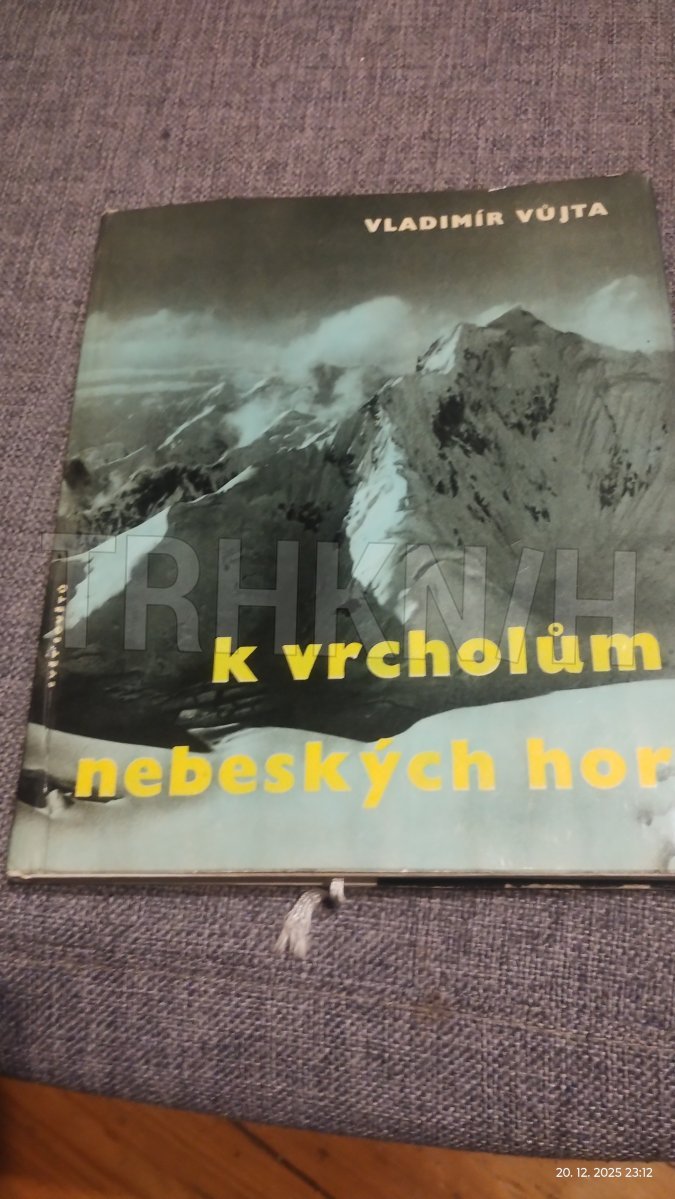 VLADIMÍR VŮJTA
TRHKNIH
k vrcholům
nebeských hor
20. 12. 2025 23:12